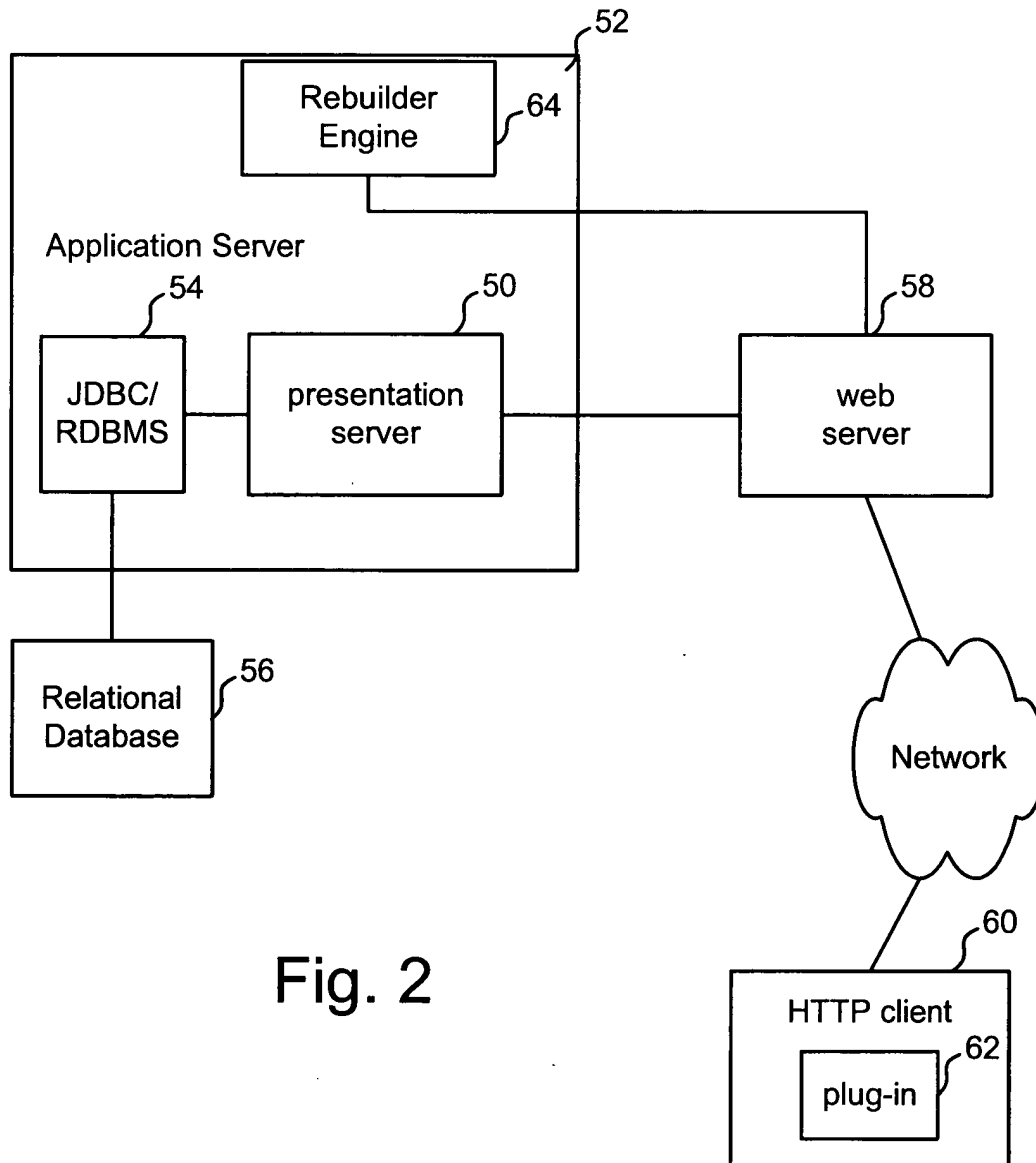 52
Rebuilder
Engine
64
Application Server
54
50
58
JDBC/
RDBMS
presentation
server
web
server
56
Relational
Database
Network
60
Fig. 2
HTTP client
62
plug-in